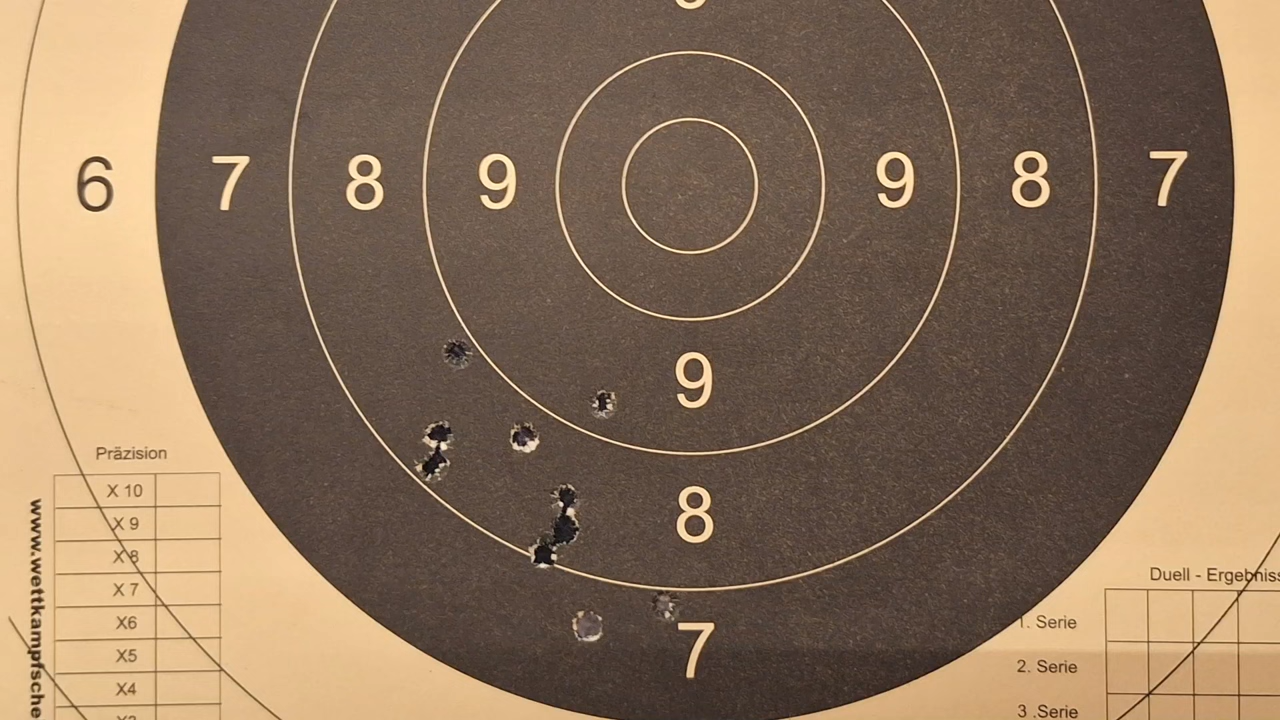 6 7 8 9 9 8 7
9
8
7
Präzision
X 10
X 9
X 8
X 7
X6
X5
X4
www.wettkampfsche
Duell - Ergebniss
1. Serie
2. Serie
3 .Serie